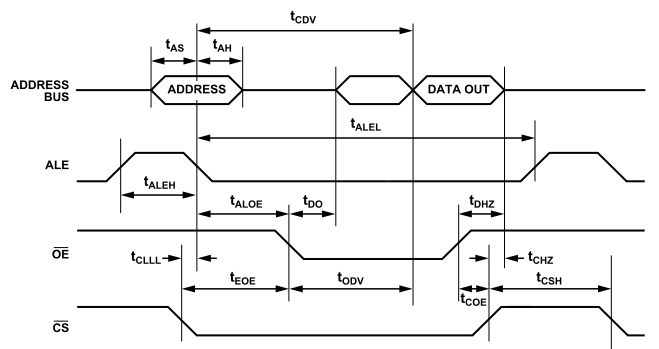 tCDV
tAS
tAH
ADDRESS
BUS
ADDRESS
DATA OUT
tALEL
ALE
tALEH
tALOE
tDO
tDHZ
OE
tCLLL
tCHZ
tEOE
tODV
tCOE
tCSH
CS